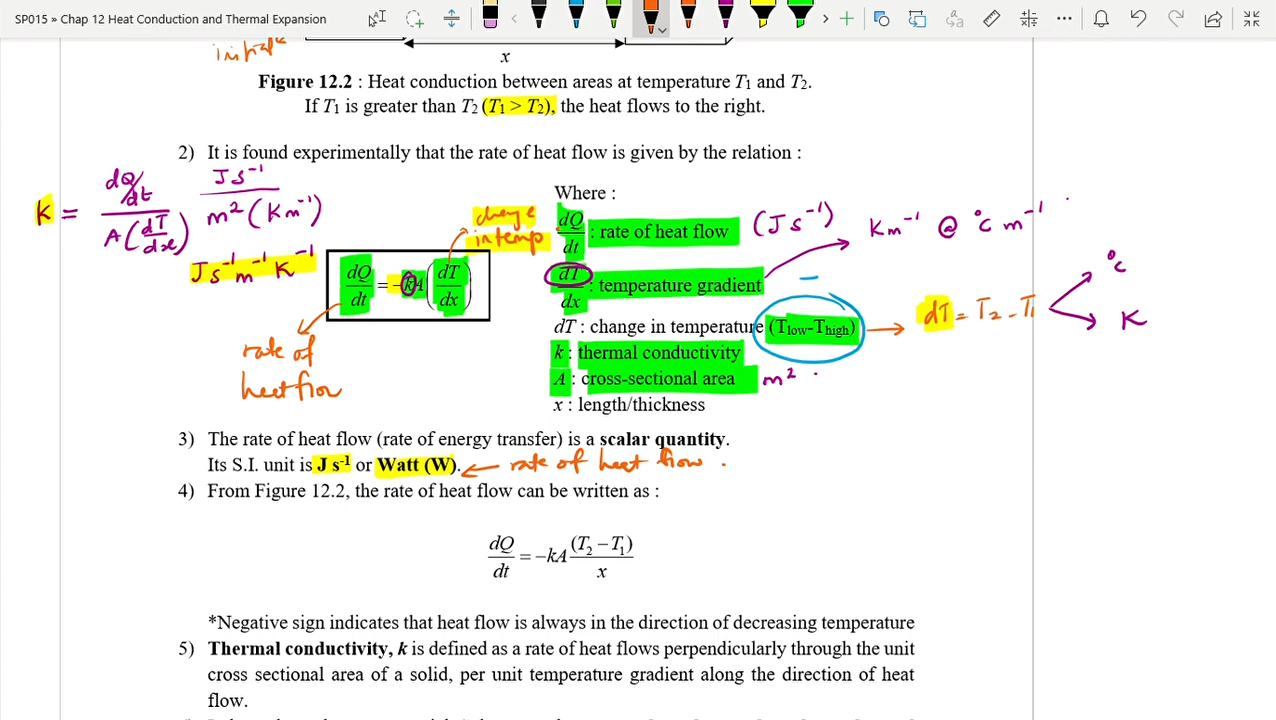 SP015 » Chap 12 Heat Conduction and Thermal Expansion
initial
x
Figure 12.2 : Heat conduction between areas at temperature T₁ and T₂.
If T₁ is greater than T₂ (T₁ > T₂), the heat flows to the right.
2) It is found experimentally that the rate of heat flow is given by the relation :
k = dQ/dt / A(dT/dx)
J s⁻¹ / m² (K m⁻¹)
J s⁻¹ m⁻¹ K⁻¹
change
in temp
dQ/dt = −kA (dT/dx)
rate of
heat flow
Where :
dQ/dt : rate of heat flow (J s⁻¹)
dT/dx : temperature gradient
K m⁻¹ @ °C m⁻¹
−
dT : change in temperature (Tlow-Thigh)
dT = T₂ - T₁
°C
K
k : thermal conductivity
A : cross-sectional area m²
x : length/thickness
3) The rate of heat flow (rate of energy transfer) is a scalar quantity.
Its S.I. unit is J s⁻¹ or Watt (W). ← rate of heat flow .
4) From Figure 12.2, the rate of heat flow can be written as :
dQ/dt = −kA (T₂ − T₁)/x
*Negative sign indicates that heat flow is always in the direction of decreasing temperature
5) Thermal conductivity, k is defined as a rate of heat flows perpendicularly through the unit
cross sectional area of a solid, per unit temperature gradient along the direction of heat
flow.